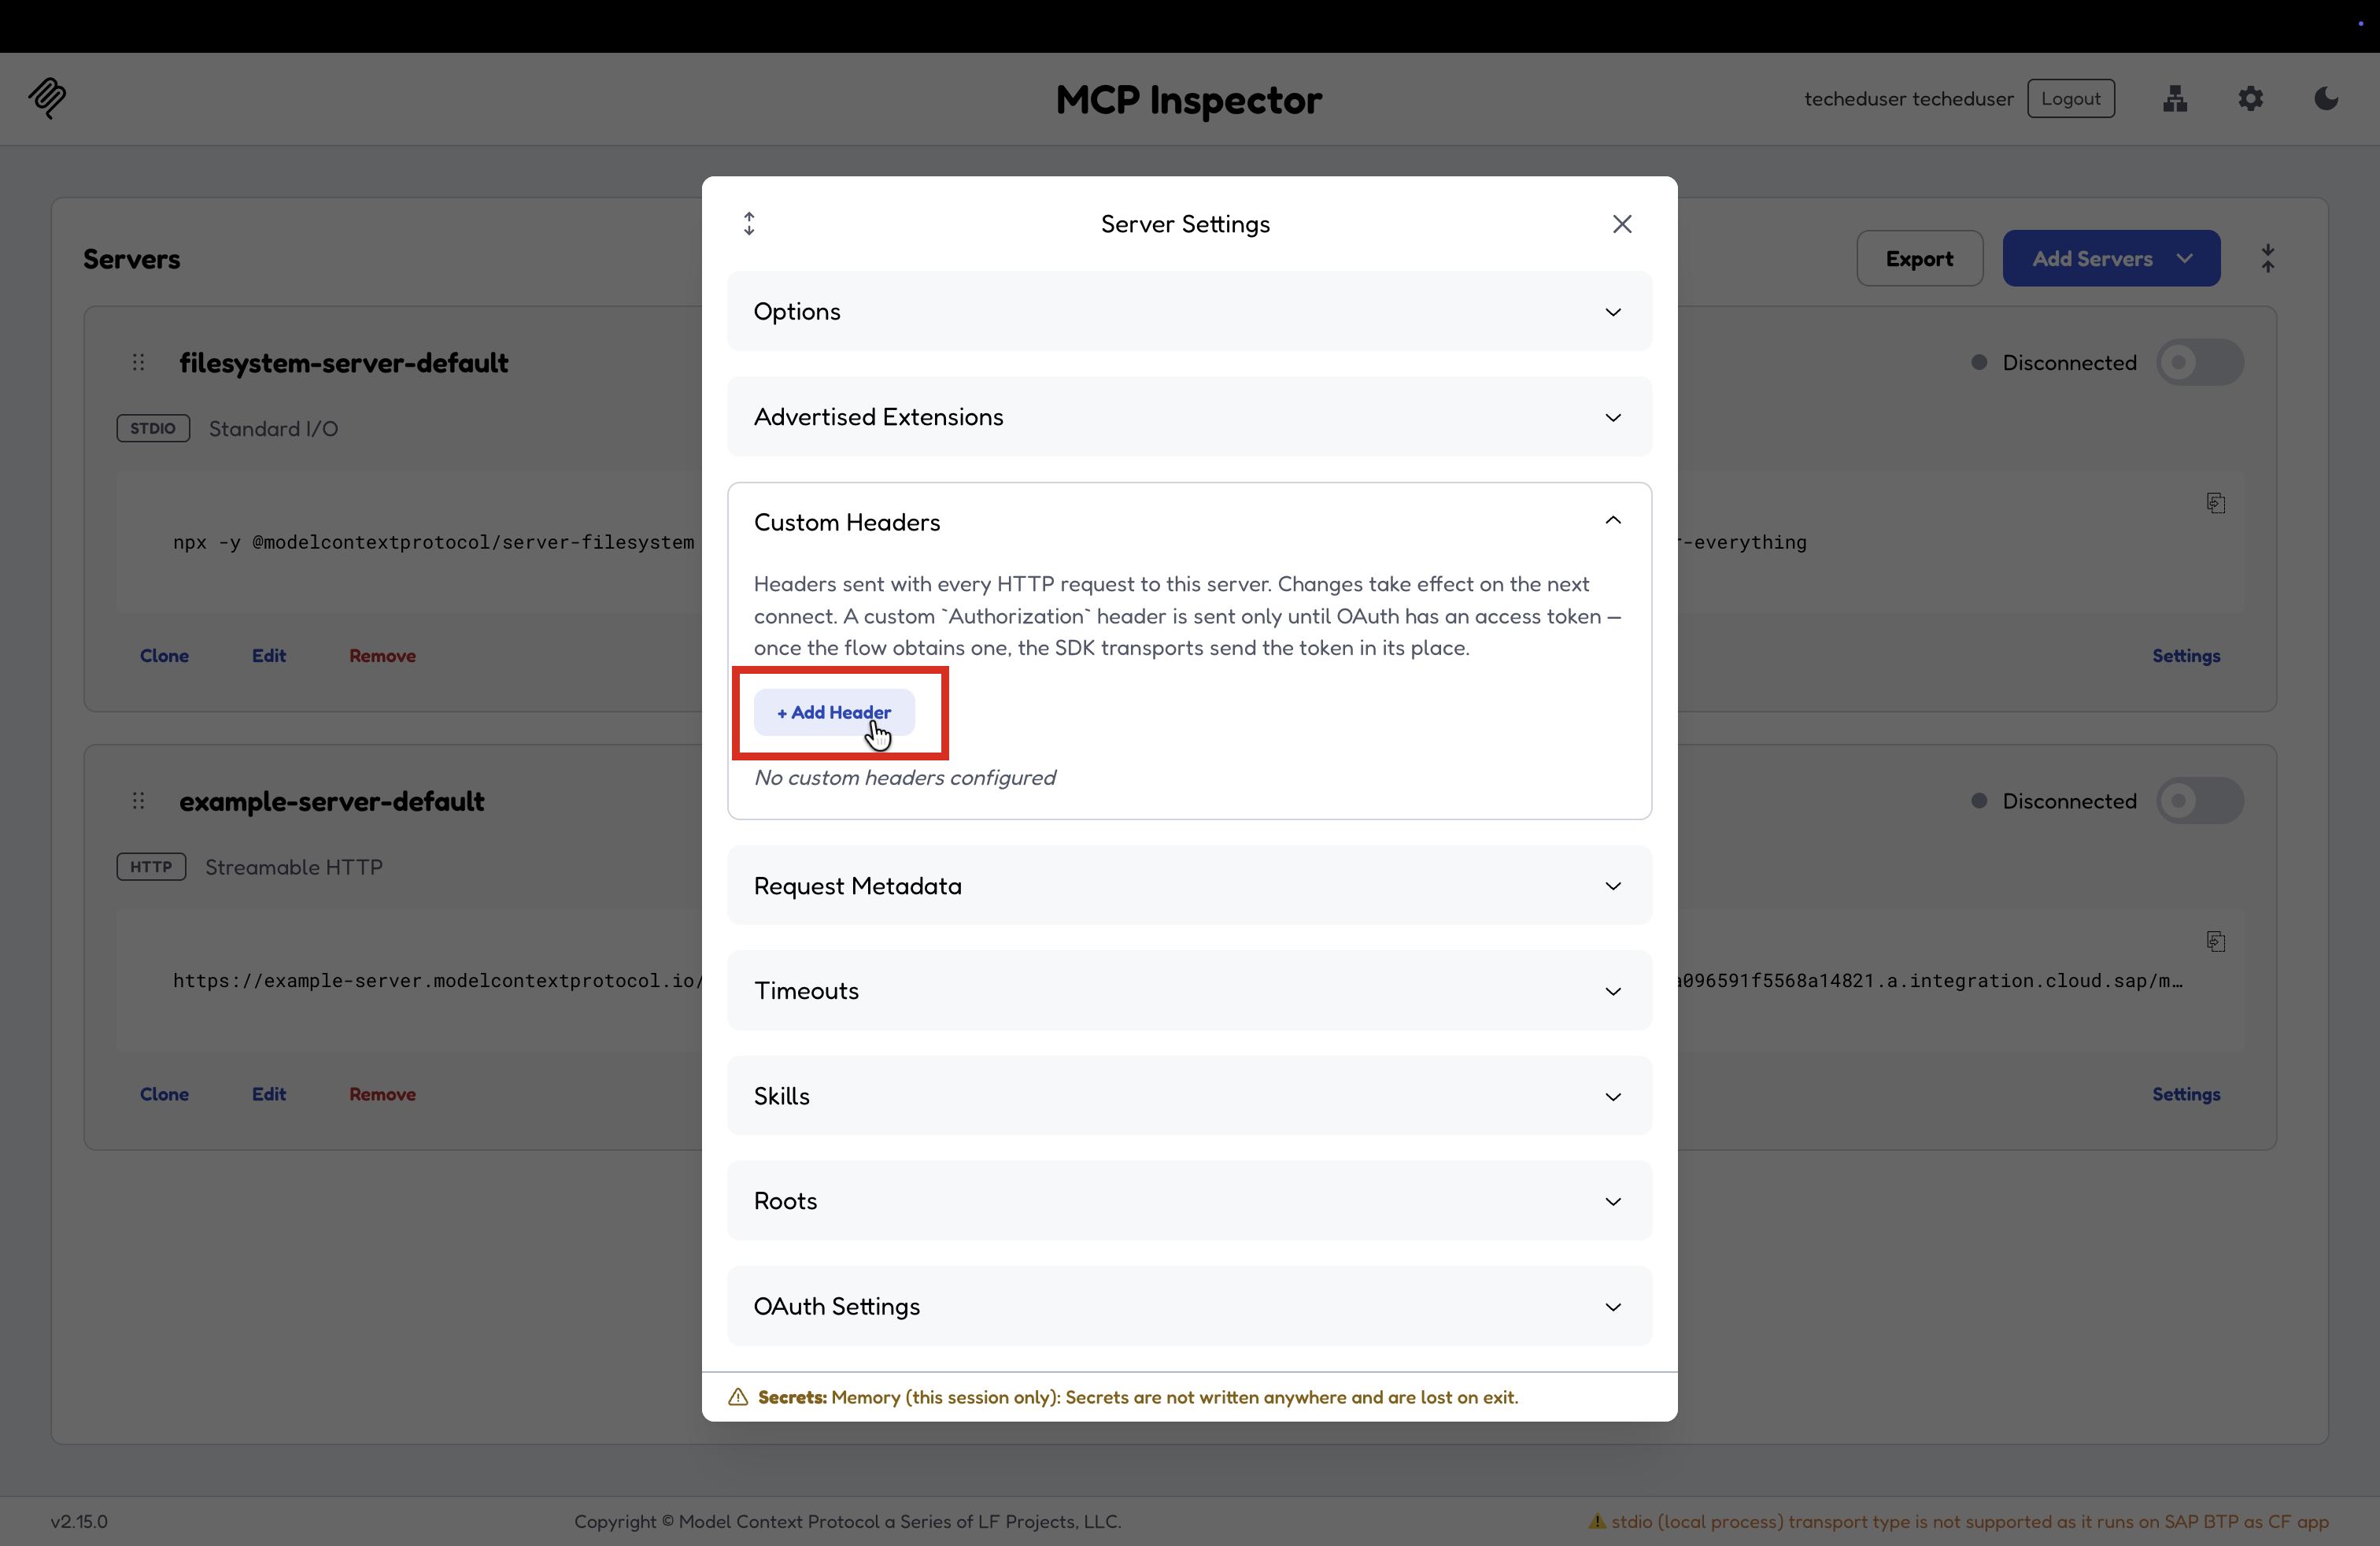 MCP Inspector
techeduser techeduser
Logout
Servers
Export
Add Servers
filesystem-server-default
STDIO
Standard I/O
npx -y @modelcontextprotocol/server-filesystem
Clone
Edit
Remove
example-server-default
HTTP
Streamable HTTP
https://example-server.modelcontextprotocol.io/
Clone
Edit
Remove
Server Settings
Options
Advertised Extensions
Custom Headers
Headers sent with every HTTP request to this server. Changes take effect on the next
connect. A custom `Authorization` header is sent only until OAuth has an access token —
once the flow obtains one, the SDK transports send the token in its place.
+ Add Header
No custom headers configured
Request Metadata
Timeouts
Skills
Roots
OAuth Settings
Secrets: Memory (this session only): Secrets are not written anywhere and are lost on exit.
Disconnected
-everything
Settings
Disconnected
096591f5568a14821.a.integration.cloud.sap/m…
Settings
v2.15.0
Copyright © Model Context Protocol a Series of LF Projects, LLC.
stdio (local process) transport type is not supported as it runs on SAP BTP as CF app